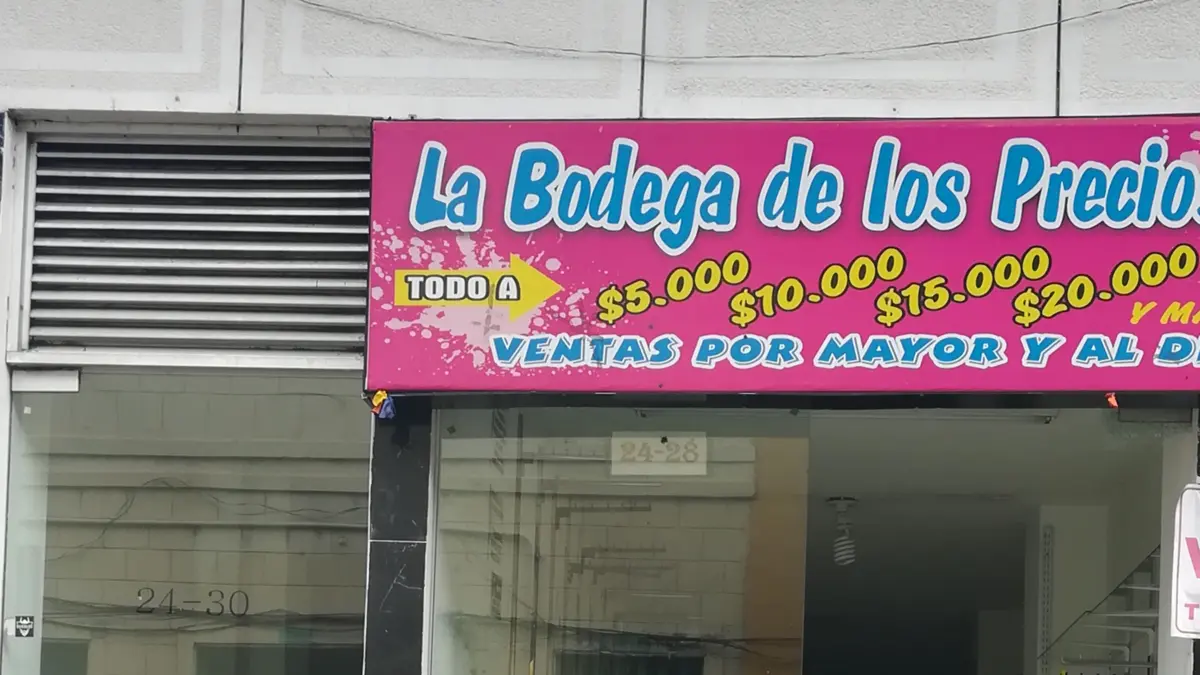 La Bodega de los Precio
TODO A
$5.000 $10.000 $15.000 $20.000
Y
VENTAS POR MAYOR Y AL
24-28
24-30